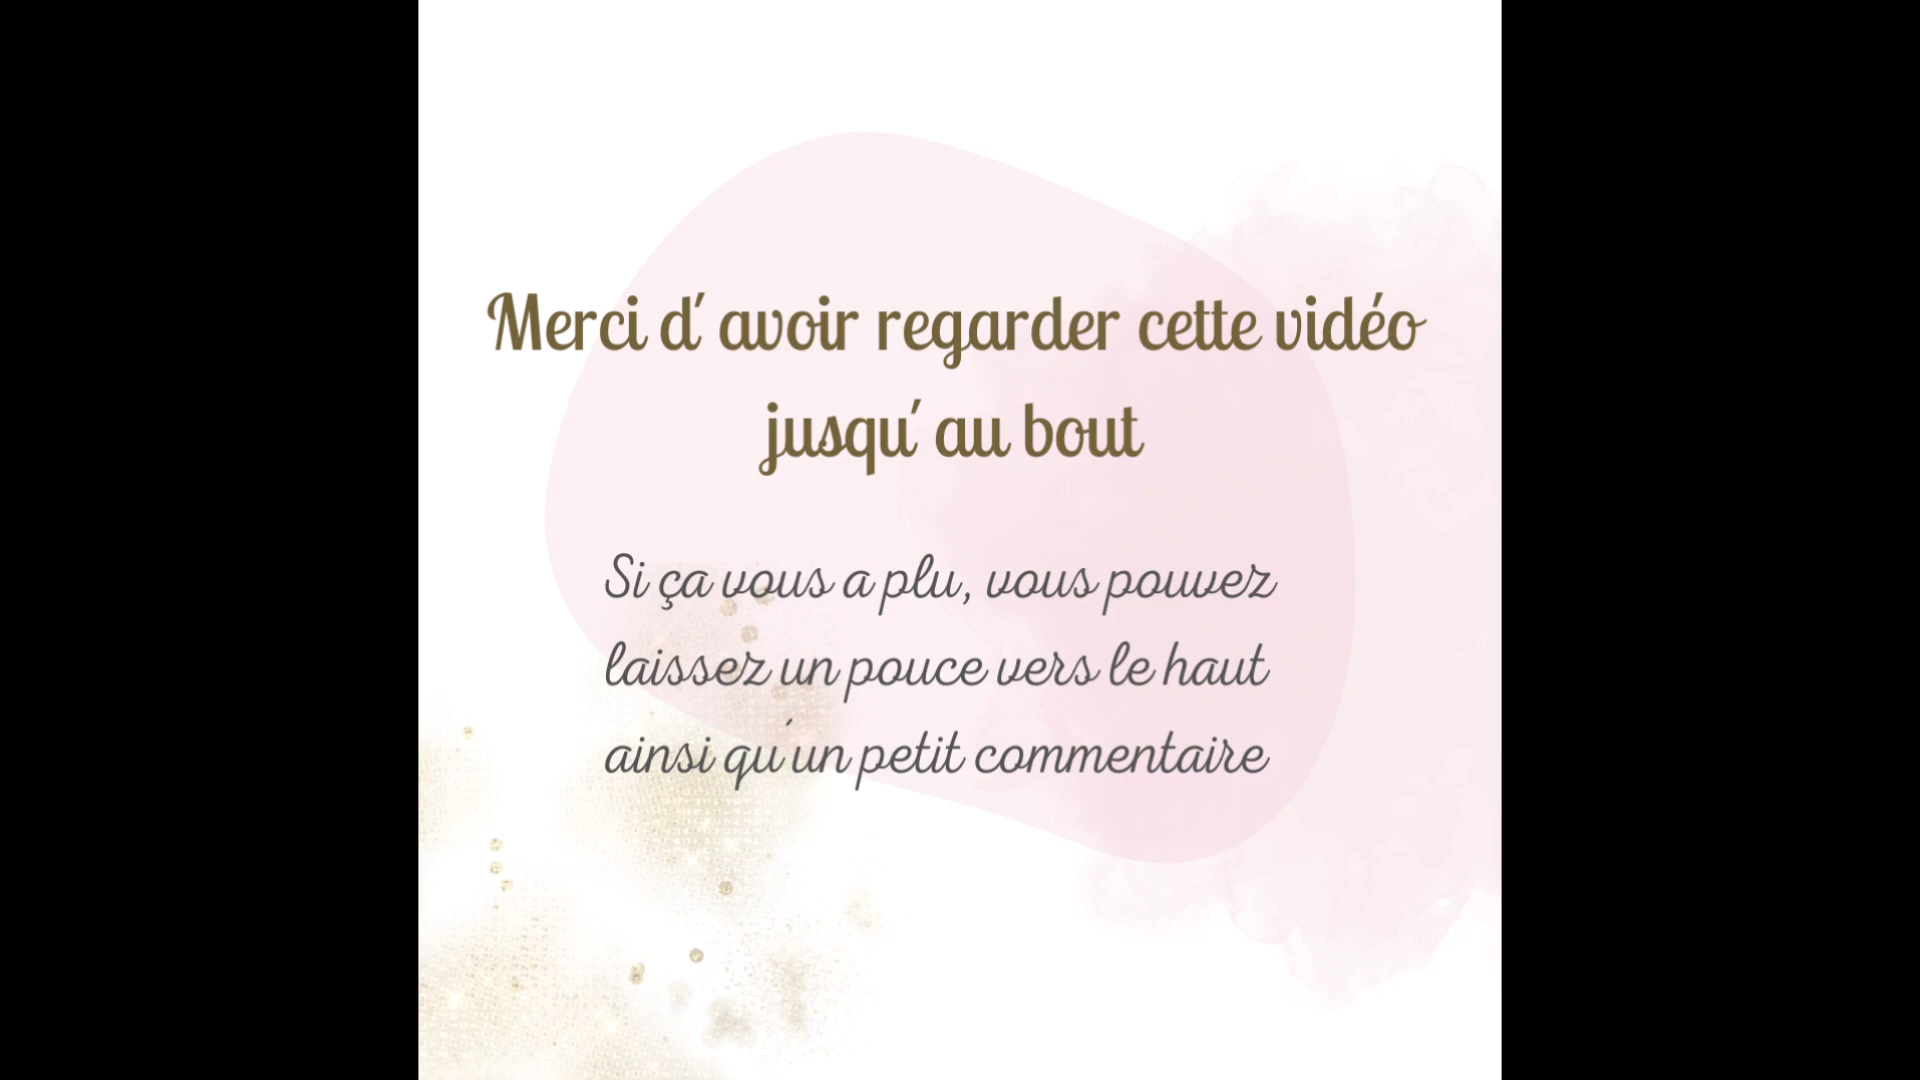 Merci d' avoir regarder cette vidéo
jusqu' au bout
Si ça vous a plu, vous pouvez
laissez un pouce vers le haut
ainsi qu'un petit commentaire